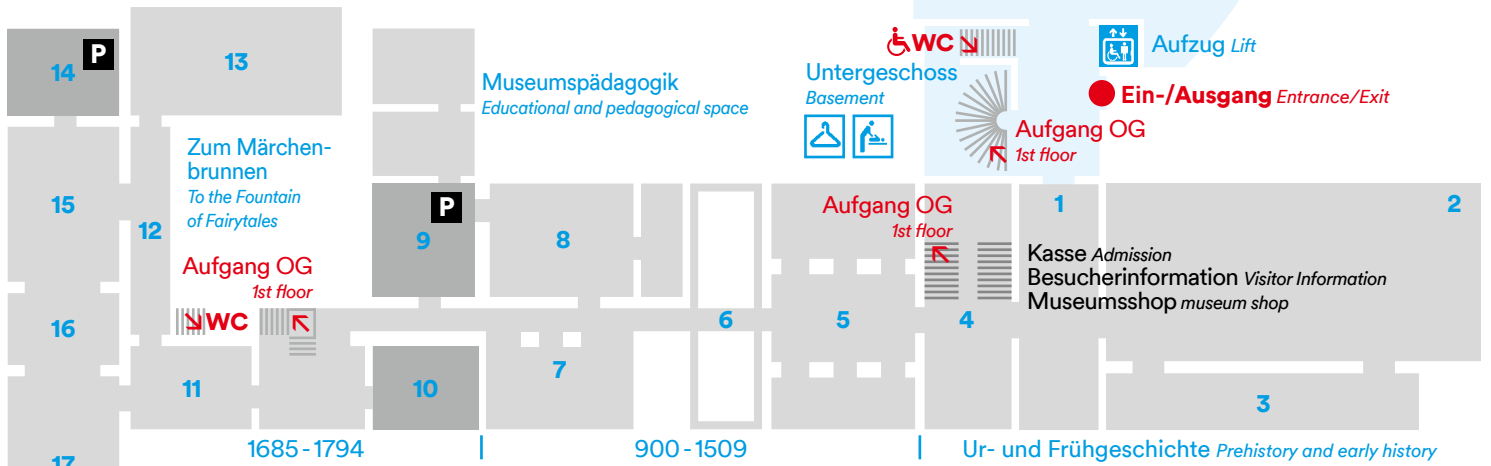 14
P
13
Museumspädagogik
Educational and pedagogical space
WC
Untergeschoss
Basement
Aufzug Lift
Ein-/Ausgang Entrance/Exit
Aufgang OG
1st floor
Zum Märchen-
brunnen
To the Fountain
of Fairytales
15
12
P
9
8
Aufgang OG
1st floor
1
2
Kasse Admission
Besucherinformation Visitor Information
Museumsshop museum shop
Aufgang OG
1st floor
WC
16
6
5
4
11
10
7
3
17
1685-1794
900-1509
Ur- und Frühgeschichte Prehistory and early history